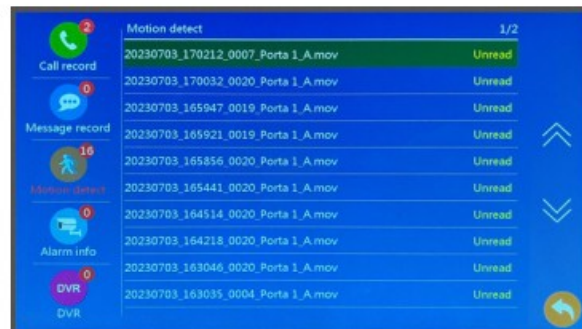 Motion detect 1/2
2
Call record
0
Message record
16
Motion detect
0
Alarm info
0
DVR
DVR
20230703_170212_0007_Porta 1_A.mov Unread
20230703_170032_0020_Porta 1_A.mov Unread
20230703_165947_0019_Porta 1_A.mov Unread
20230703_165921_0019_Porta 1_A.mov Unread
20230703_165856_0020_Porta 1_A.mov Unread
20230703_165441_0020_Porta 1_A.mov Unread
20230703_164514_0020_Porta 1_A.mov Unread
20230703_164218_0020_Porta 1_A.mov Unread
20230703_163046_0020_Porta 1_A.mov Unread
20230703_163035_0004_Porta 1_A.mov Unread